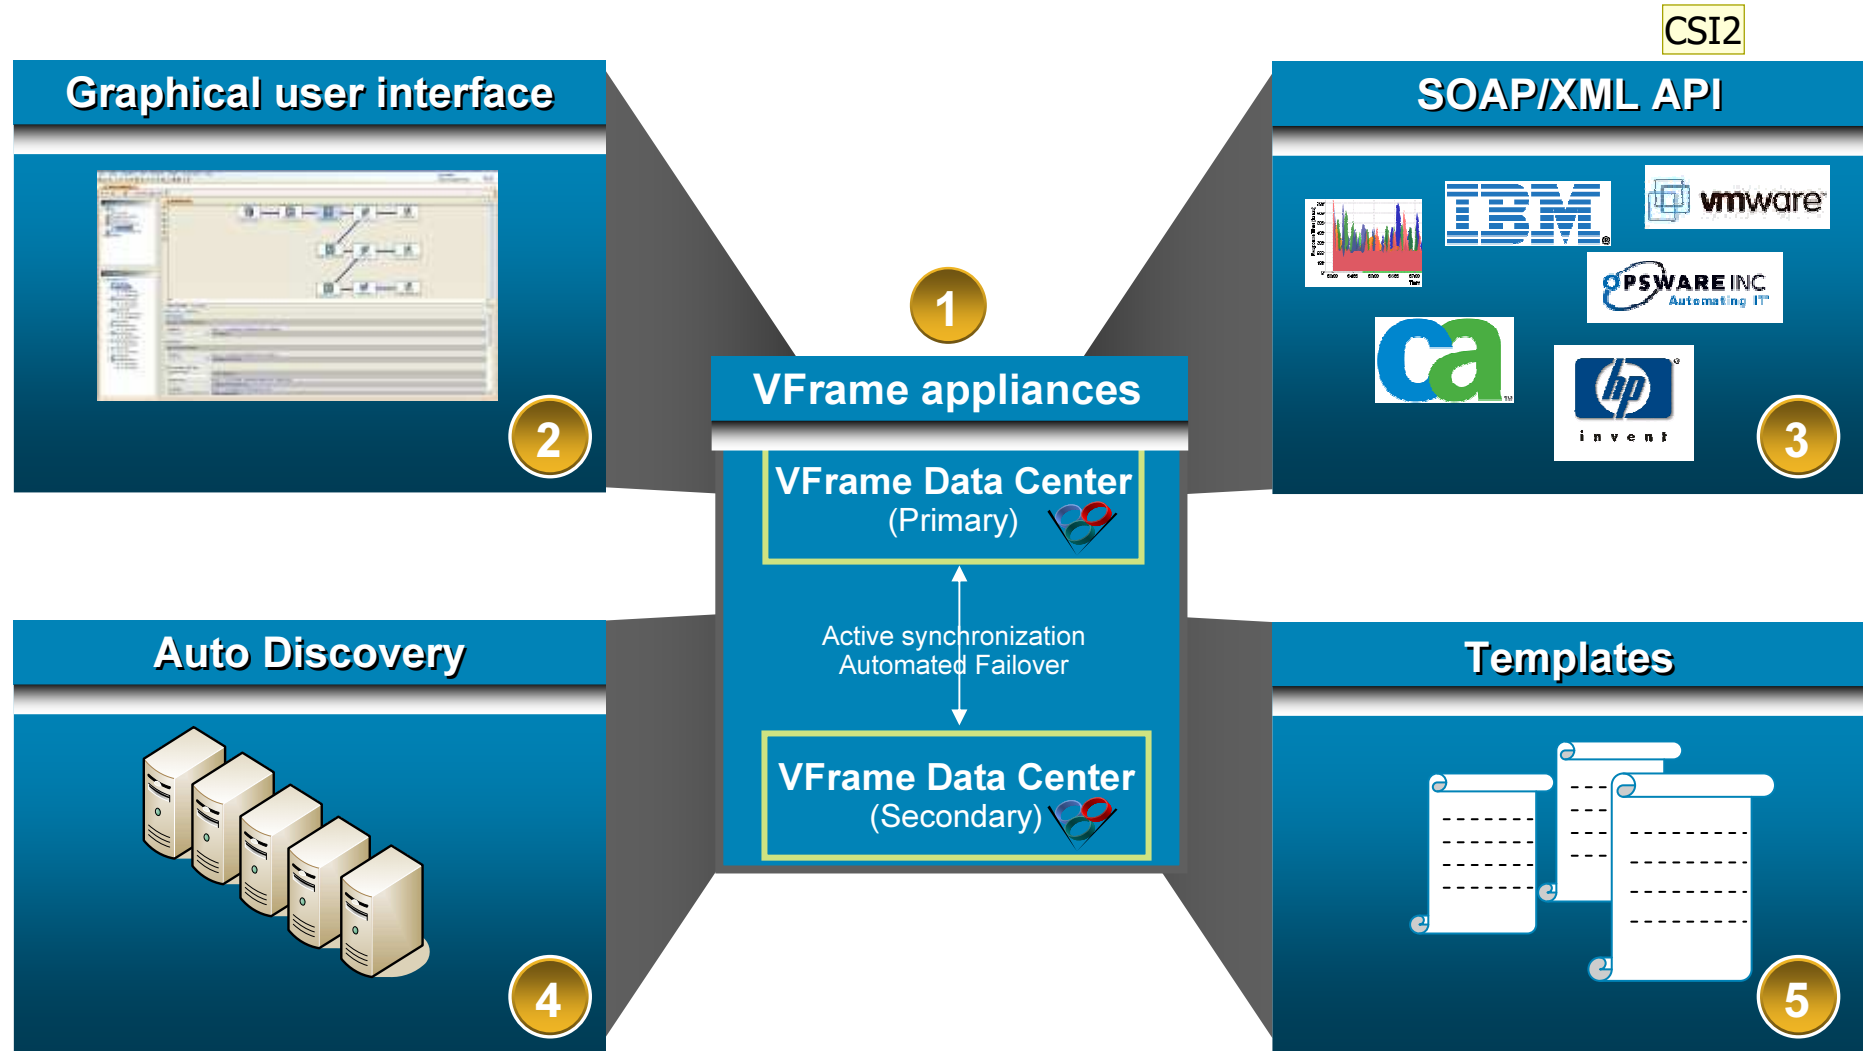 CSI2
Graphical user interface
2
SOAP/XML API
IBM
vmware
OPSWARE INC
Automating IT
ca
hp
invent
3
1
VFrame appliances
VFrame Data Center
(Primary)
Active synchronization
Automated Failover
VFrame Data Center
(Secondary)
Auto Discovery
4
Templates
5